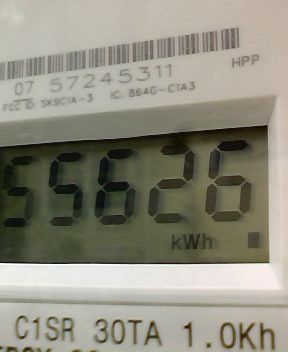 07 57245311
HPP
FCC ID: SK9C1A-3 IC: 864G-C1A3
55626
kWh
C1SR 30TA 1.0Kh